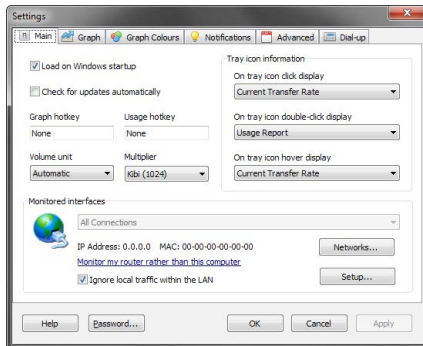 Settings
Main Graph Graph Colours Notifications Advanced Dial-up
Load on Windows startup
Check for updates automatically
Graph hotkey Usage hotkey
None None
Volume unit Multiplier
Automatic Kibi (1024)
Tray icon information
On tray icon click display
Current Transfer Rate
On tray icon double-click display
Usage Report
On tray icon hover display
Current Transfer Rate
Monitored interfaces
All Connections
IP Address: 0.0.0.0 MAC: 00-00-00-00-00-00 Networks...
Monitor my router rather than this computer
Ignore local traffic within the LAN Setup...
Help Password... OK Cancel Apply